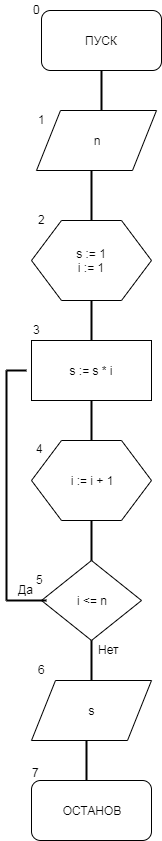 0
ПУСК
1
n
2
s := 1
i := 1
3
s := s * i
4
i := i + 1
5
Да
i <= n
Нет
6
s
7
ОСТАНОВ